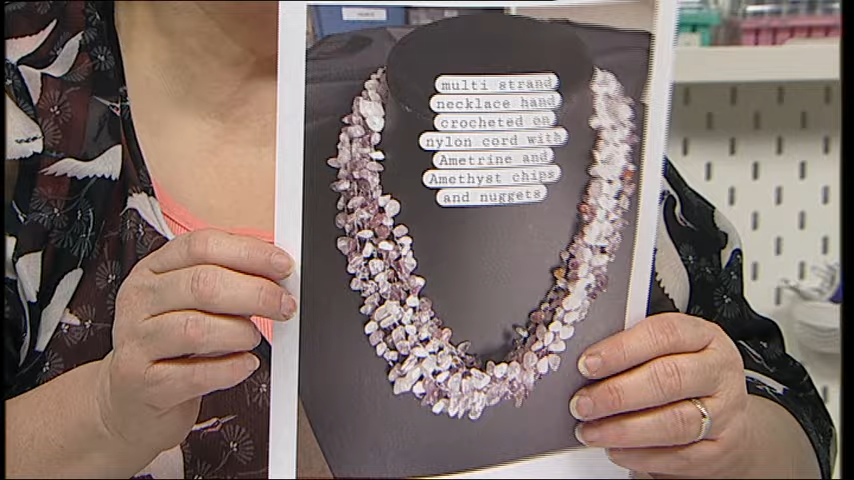 multi strand
necklace hand
crocheted on
nylon cord with
Ametrine and
Amethyst chips
and nuggets